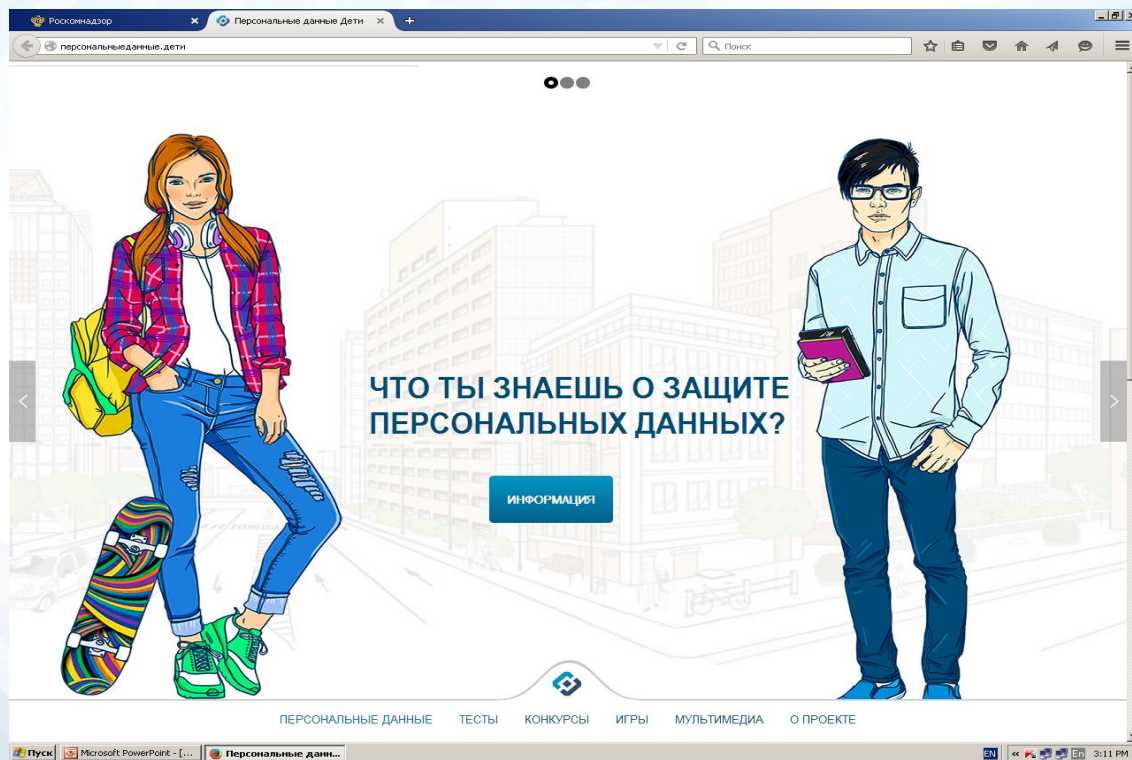 Роскомнадзор
Персональные данные Дети
персональныеданные.дети
Поиск
ЧТО ТЫ ЗНАЕШЬ О ЗАЩИТЕ
ПЕРСОНАЛЬНЫХ ДАННЫХ?
ИНФОРМАЦИЯ
ПЕРСОНАЛЬНЫЕ ДАННЫЕ ТЕСТЫ КОНКУРСЫ ИГРЫ МУЛЬТИМЕДИА О ПРОЕКТЕ
Пуск Microsoft PowerPoint - [... Персональные данн... EN « En 3:11 PM